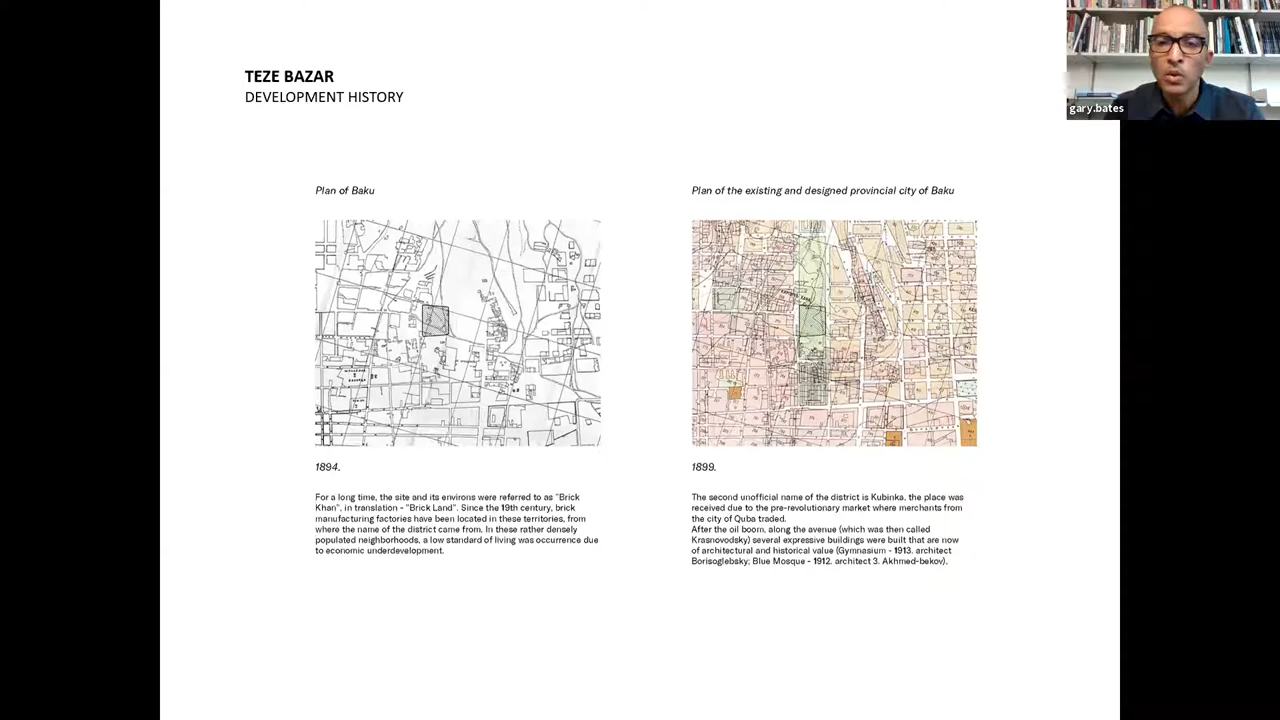 TEZE BAZAR
DEVELOPMENT HISTORY
gary.bates
Plan of Baku
1894.
For a long time, the site and its environs were referred to as "Brick
Khan", in translation - "Brick Land". Since the 19th century, brick
manufacturing factories have been located in these territories, from
where the name of the district came from. In these rather densely
populated neighborhoods, a low standard of living was occurrence due
to economic underdevelopment.
Plan of the existing and designed provincial city of Baku
1899.
The second unofficial name of the district is Kubinka, the place was
received due to the pre-revolutionary market where merchants from
the city of Quba traded.
After the oil boom, along the avenue (which was then called
Krasnovodsky) several expressive buildings were built that are now
of architectural and historical value (Gymnasium - 1913. architect
Borisoglebsky; Blue Mosque - 1912. architect 3. Akhmed-bekov).